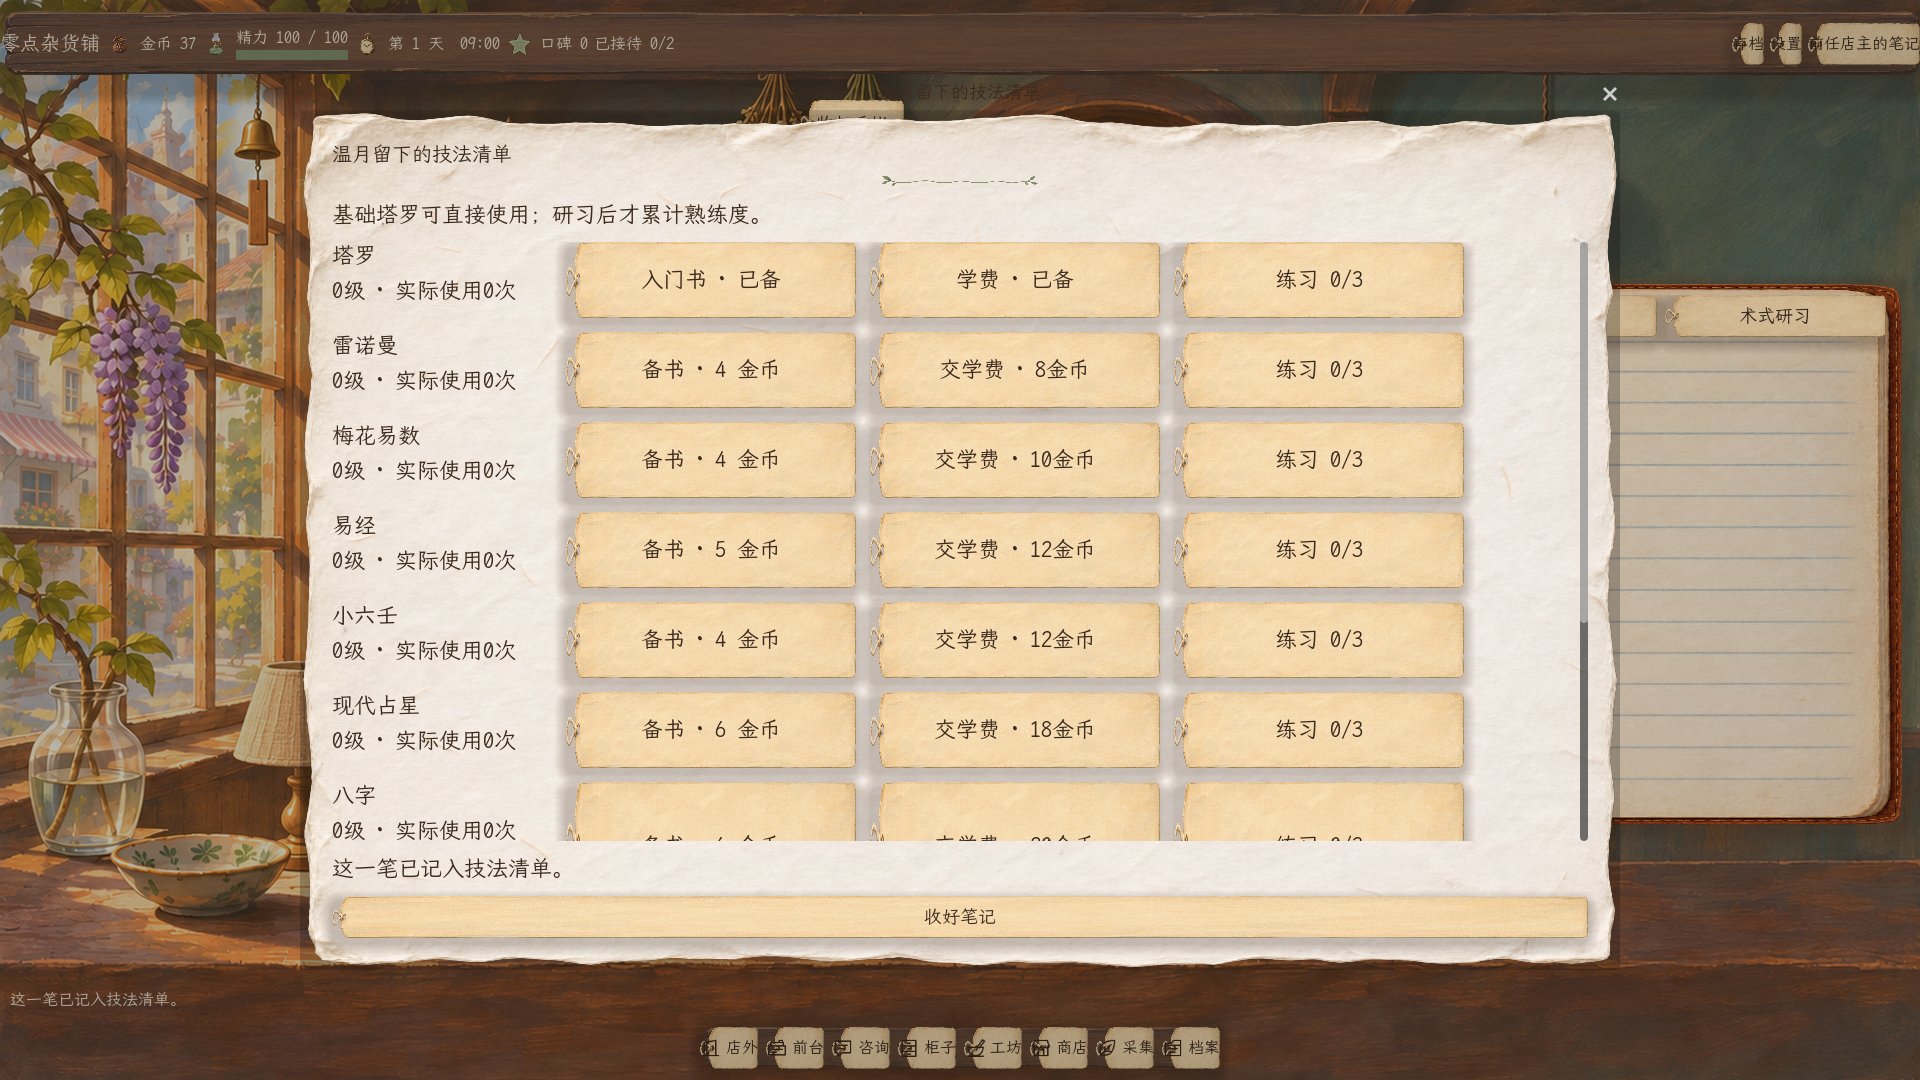 零点杂货铺 金币 37 精力 100 / 100 第 1 天 09:00 口碑 0 已接待 0/2
存档 设置 前任店主的笔记
留下的技法清单
温月留下的技法清单
基础塔罗可直接使用；研习后才累计熟练度。
塔罗
0级 · 实际使用0次
入门书 · 已备 学费 · 已备 练习 0/3
雷诺曼
0级 · 实际使用0次
备书 · 4 金币 交学费 · 8金币 练习 0/3
梅花易数
0级 · 实际使用0次
备书 · 4 金币 交学费 · 10金币 练习 0/3
易经
0级 · 实际使用0次
备书 · 5 金币 交学费 · 12金币 练习 0/3
小六壬
0级 · 实际使用0次
备书 · 4 金币 交学费 · 12金币 练习 0/3
现代占星
0级 · 实际使用0次
备书 · 6 金币 交学费 · 18金币 练习 0/3
八字
0级 · 实际使用0次
术式研习
这一笔已记入技法清单。
收好笔记
这一笔已记入技法清单。
店外 前台 咨询 柜子 工坊 商店 采集 档案